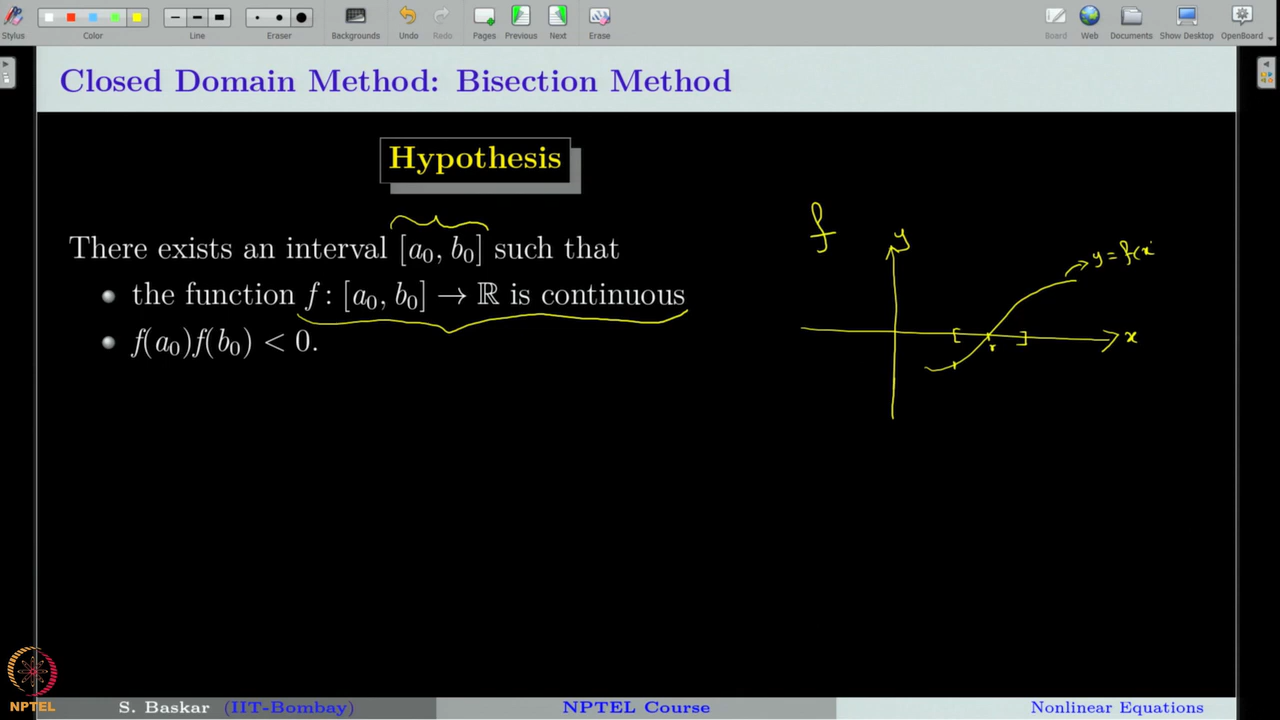 Stylus Color Line Eraser Backgrounds Undo Redo Pages Previous Next Erase Board Web Documents Show Desktop OpenBoard
Closed Domain Method: Bisection Method
Hypothesis
There exists an interval [a₀, b₀] such that
the function f : [a₀, b₀] → ℝ is continuous
f(a₀)f(b₀) < 0.
f
y
y = f(x)
[ r ] x
NPTEL
S. Baskar (IIT-Bombay) NPTEL Course Nonlinear Equations